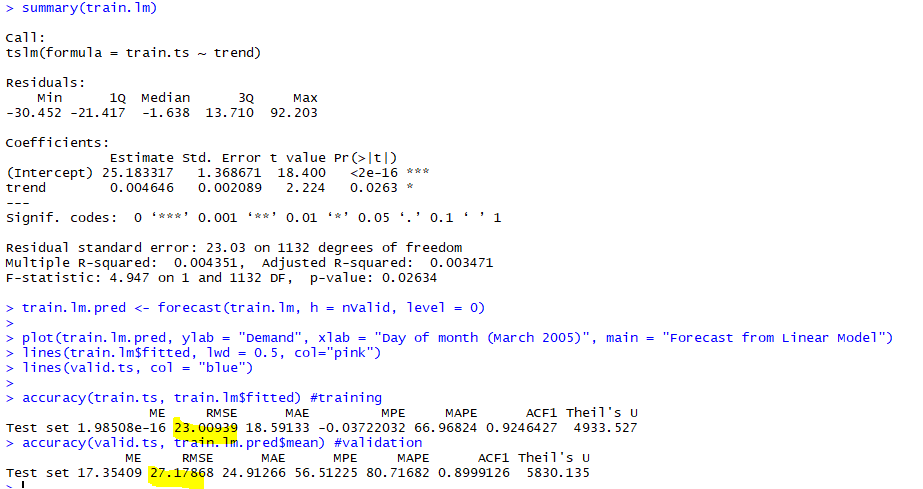 > summary(train.lm)
Call:
tslm(formula = train.ts ~ trend)
Residuals:
    Min      1Q  Median      3Q     Max
-30.452 -21.417  -1.638  13.710  92.203
Coefficients:
             Estimate Std. Error t value Pr(>|t|)
(Intercept) 25.183317   1.368671  18.400   <2e-16 ***
trend        0.004646   0.002089   2.224   0.0263 *
---
Signif. codes:  0 ‘***’ 0.001 ‘**’ 0.01 ‘*’ 0.05 ‘.’ 0.1 ‘ ’ 1
Residual standard error: 23.03 on 1132 degrees of freedom
Multiple R-squared:  0.004351,  Adjusted R-squared:  0.003471
F-statistic: 4.947 on 1 and 1132 DF,  p-value: 0.02634
> train.lm.pred <- forecast(train.lm, h = nValid, level = 0)
>
> plot(train.lm.pred, ylab = "Demand", xlab = "Day of month (March 2005)", main = "Forecast from Linear Model")
> lines(train.lm$fitted, lwd = 0.5, col="pink")
> lines(valid.ts, col = "blue")
>
> accuracy(train.ts, train.lm$fitted) #training
                   ME     RMSE      MAE         MPE     MAPE      ACF1 Theil's U
Test set 1.98508e-16 23.00939 18.59133 -0.03722032 66.96824 0.9246427  4933.527
> accuracy(valid.ts, train.lm.pred$mean) #validation
               ME     RMSE      MAE      MPE     MAPE      ACF1 Theil's U
Test set 17.35409 27.17868 24.91266 56.51225 80.71682 0.8999126  5830.135
>